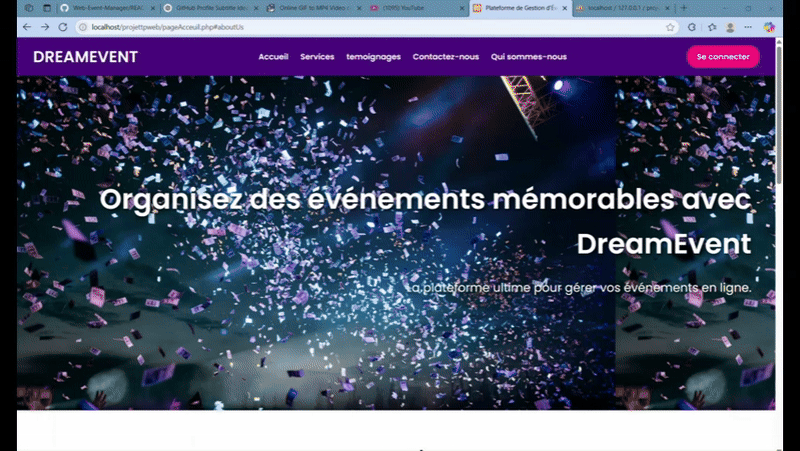 Web-Event-Manager/REAC
GitHub Profile Subtitle Ide
Online GIF to MP4 Video
(1095) YouTube
Plateforme de Gestion d'É
localhost / 127.0.0.1 / proj
localhost/projettpweb/pageAcceuil.php#aboutUs
DREAMEVENT
Accueil
Services
temoignages
Contactez-nous
Qui sommes-nous
Se connecter
Organisez des événements mémorables avec
DreamEvent
La plateforme ultime pour gérer vos événements en ligne.